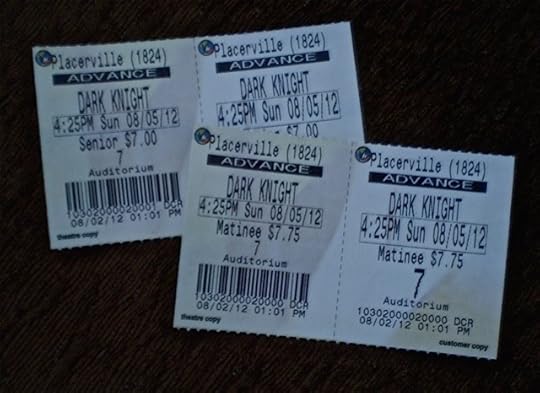 Placerville (1824)
ADVANCE
DARK KNIGHT
4:25PM Sun 08/05/12
Senior $7.00
7
Auditorium
10302000010001 DCR
08/02/12 01:01 PM
theatre copy
Placerville (1824)
ADVANCE
DARK KNIGHT
4:25PM Sun 08/05/12
Senior $7.00
Placerville (1824)
ADVANCE
DARK KNIGHT
4:25PM Sun 08/05/12
Matinee $7.75
7
Auditorium
10302000020000 DCR
08/02/12 01:01 PM
theatre copy
Placerville (1824)
ADVANCE
DARK KNIGHT
4:25PM Sun 08/05/12
Matinee $7.75
7
Auditorium
10302000020000 DCR
08/02/12 01:01 PM
customer copy